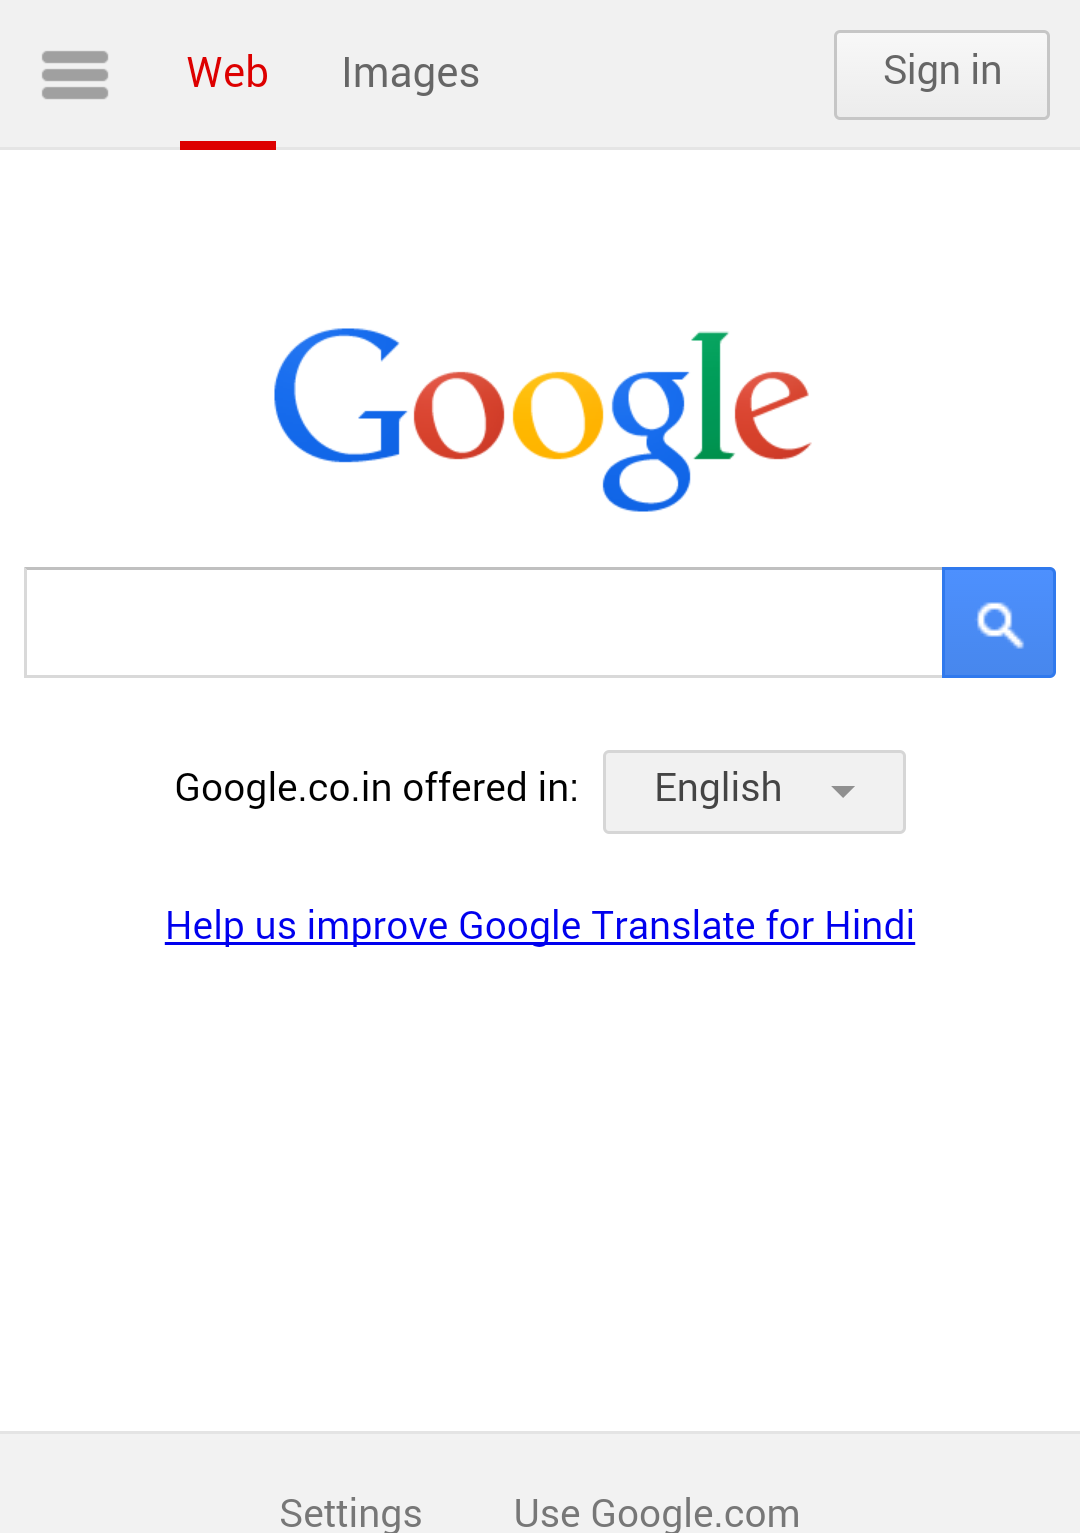 Web Images Sign in
Google
Google.co.in offered in: English
Help us improve Google Translate for Hindi
Settings Use Google.com